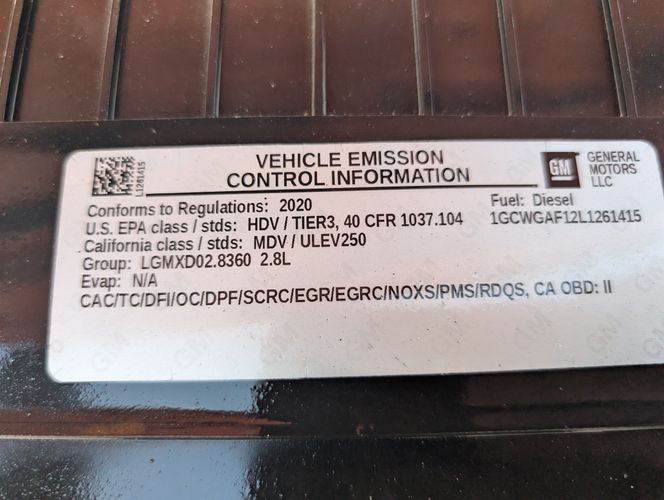 VEHICLE EMISSION
CONTROL INFORMATION
GM
GENERAL
MOTORS
LLC
L1261415
Conforms to Regulations: 2020
U.S. EPA class / stds: HDV / TIER3, 40 CFR 1037.104
California class / stds: MDV / ULEV250
Group: LGMXD02.8360 2.8L
Evap: N/A
Fuel: Diesel
1GCWGAF12L1261415
CAC/TC/DFI/OC/DPF/SCRC/EGR/EGRC/NOXS/PMS/RDQS, CA OBD: II